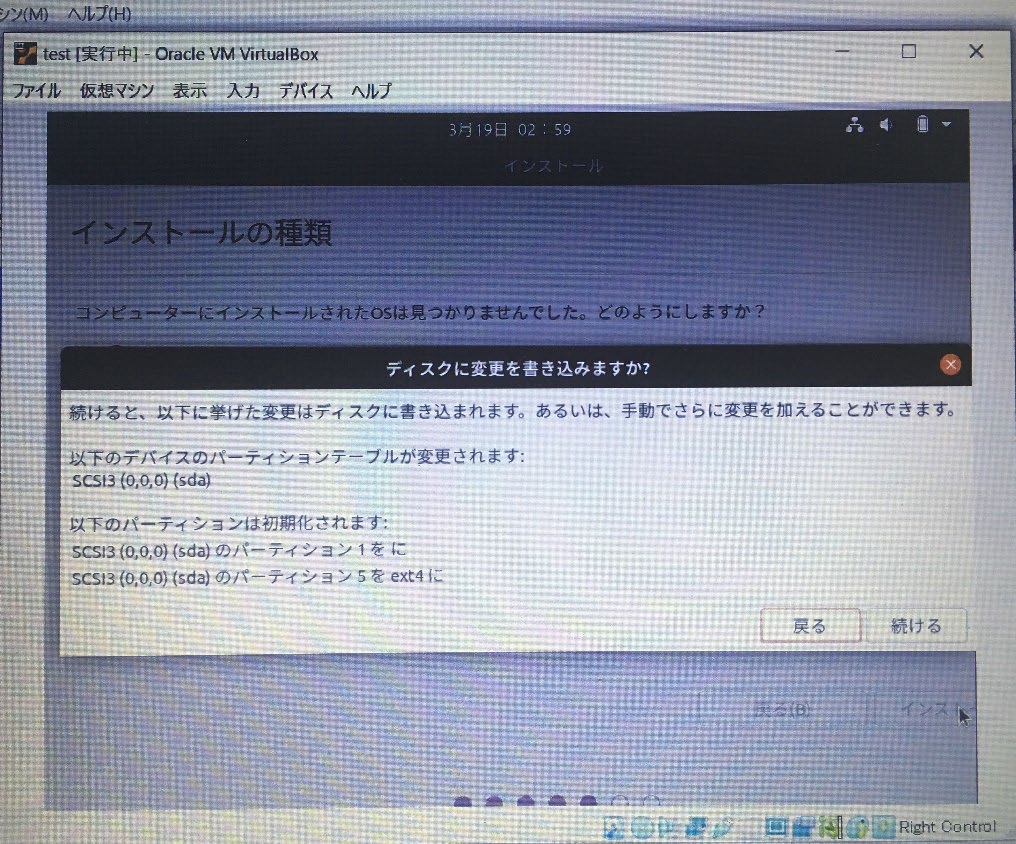 シン(M) ヘルプ(H)
test [実行中] - Oracle VM VirtualBox
ファイル 仮想マシン 表示 入力 デバイス ヘルプ
3月19日 02：59
インストール
インストールの種類
コンピューターにインストールされたOSは見つかりませんでした。どのようにしますか？
ディスクに変更を書き込みますか?
続けると、以下に挙げた変更はディスクに書き込まれます。あるいは、手動でさらに変更を加えることができます。
以下のデバイスのパーティションテーブルが変更されます:
SCSI3 (0,0,0) (sda)
以下のパーティションは初期化されます:
SCSI3 (0,0,0) (sda) のパーティション 1 を に
SCSI3 (0,0,0) (sda) のパーティション 5 を ext4 に
戻る 続ける
戻る(B) インスト
Right Control